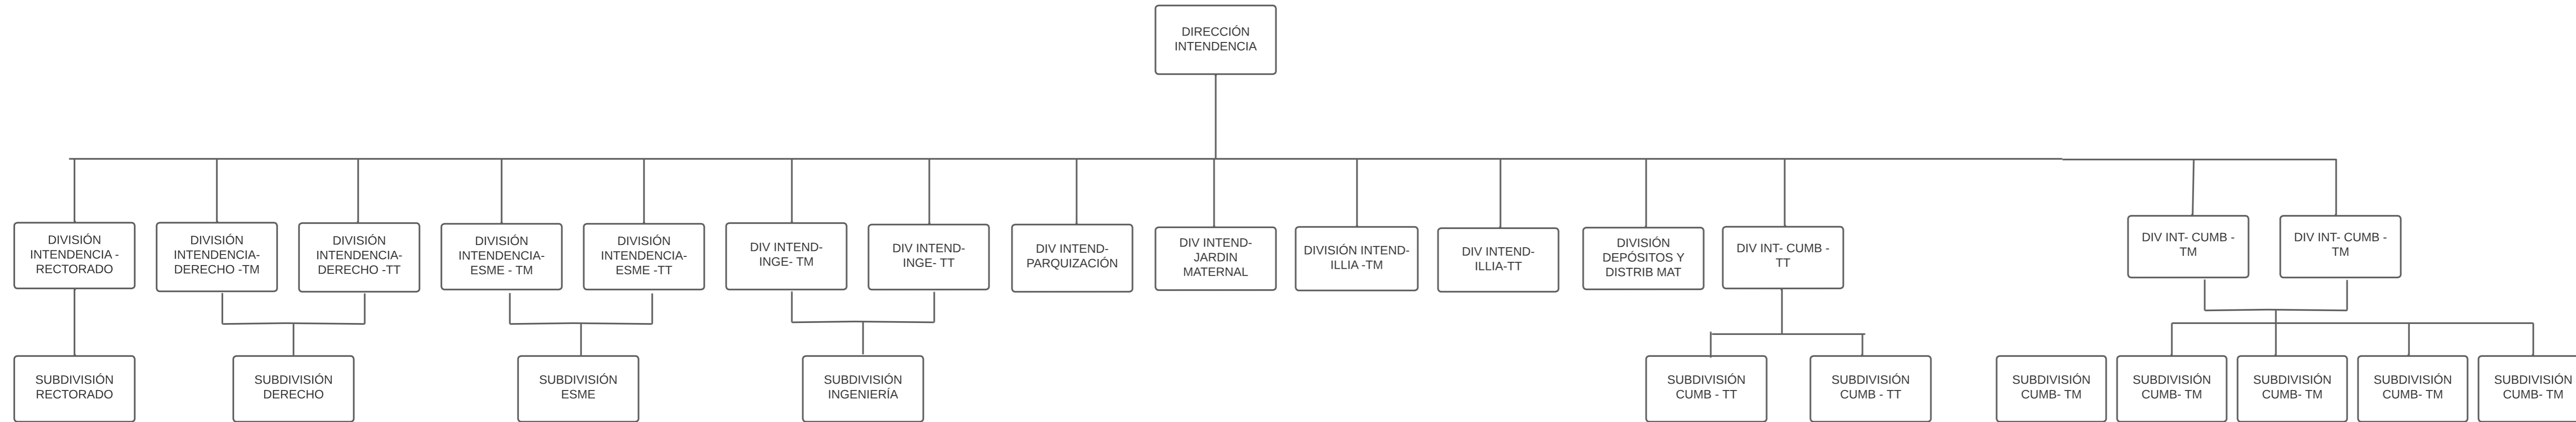 DIRECCIÓN
INTENDENCIA
DIVISIÓN
INTENDENCIA -
RECTORADO
DIVISIÓN
INTENDENCIA-
DERECHO -TM
DIVISIÓN
INTENDENCIA-
DERECHO -TT
DIVISIÓN
INTENDENCIA-
ESME - TM
DIVISIÓN
INTENDENCIA-
ESME -TT
DIV INTEND-
INGE- TM
DIV INTEND-
INGE- TT
DIV INTEND-
PARQUIZACIÓN
DIV INTEND-
JARDIN
MATERNAL
DIVISIÓN INTEND-
ILLIA -TM
DIV INTEND-
ILLIA-TT
DIVISIÓN
DEPÓSITOS Y
DISTRIB MAT
DIV INT- CUMB -
TT
DIV INT- CUMB -
TM
DIV INT- CUMB -
TM
SUBDIVISIÓN
RECTORADO
SUBDIVISIÓN
DERECHO
SUBDIVISIÓN
ESME
SUBDIVISIÓN
INGENIERÍA
SUBDIVISIÓN
CUMB - TT
SUBDIVISIÓN
CUMB - TT
SUBDIVISIÓN
CUMB- TM
SUBDIVISIÓN
CUMB- TM
SUBDIVISIÓN
CUMB- TM
SUBDIVISIÓN
CUMB- TM
SUBDIVISIÓN
CUMB- TM